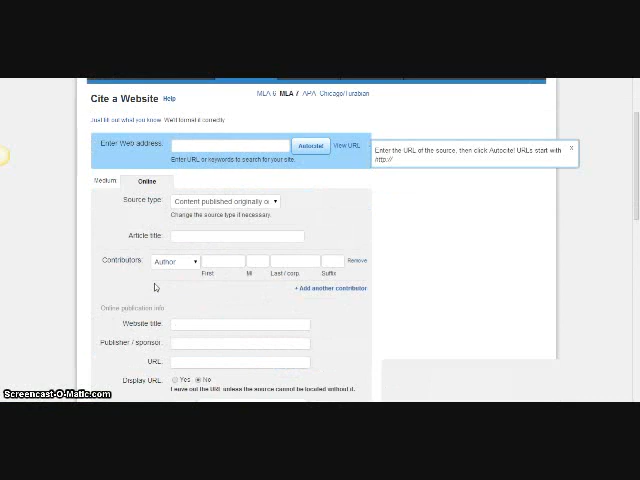 MLA 6 MLA 7 APA Chicago/Turabian
Cite a Website Help
Just fill out what you know. We'll format it correctly
Enter Web address: Autocite! View URL
Enter URL or keywords to search for your site.
Enter the URL of the source, then click Autocite! URLs start with
http://
x
Medium: Online
Source type: Content published originally o
Change the source type if necessary.
Article title:
Contributors: Author Remove
First MI Last / corp. Suffix
+ Add another contributor
Online publication info
Website title:
Publisher / sponsor:
URL:
Display URL: Yes No
Leave out the URL unless the source cannot be located without it.
Screencast-O-Matic.com